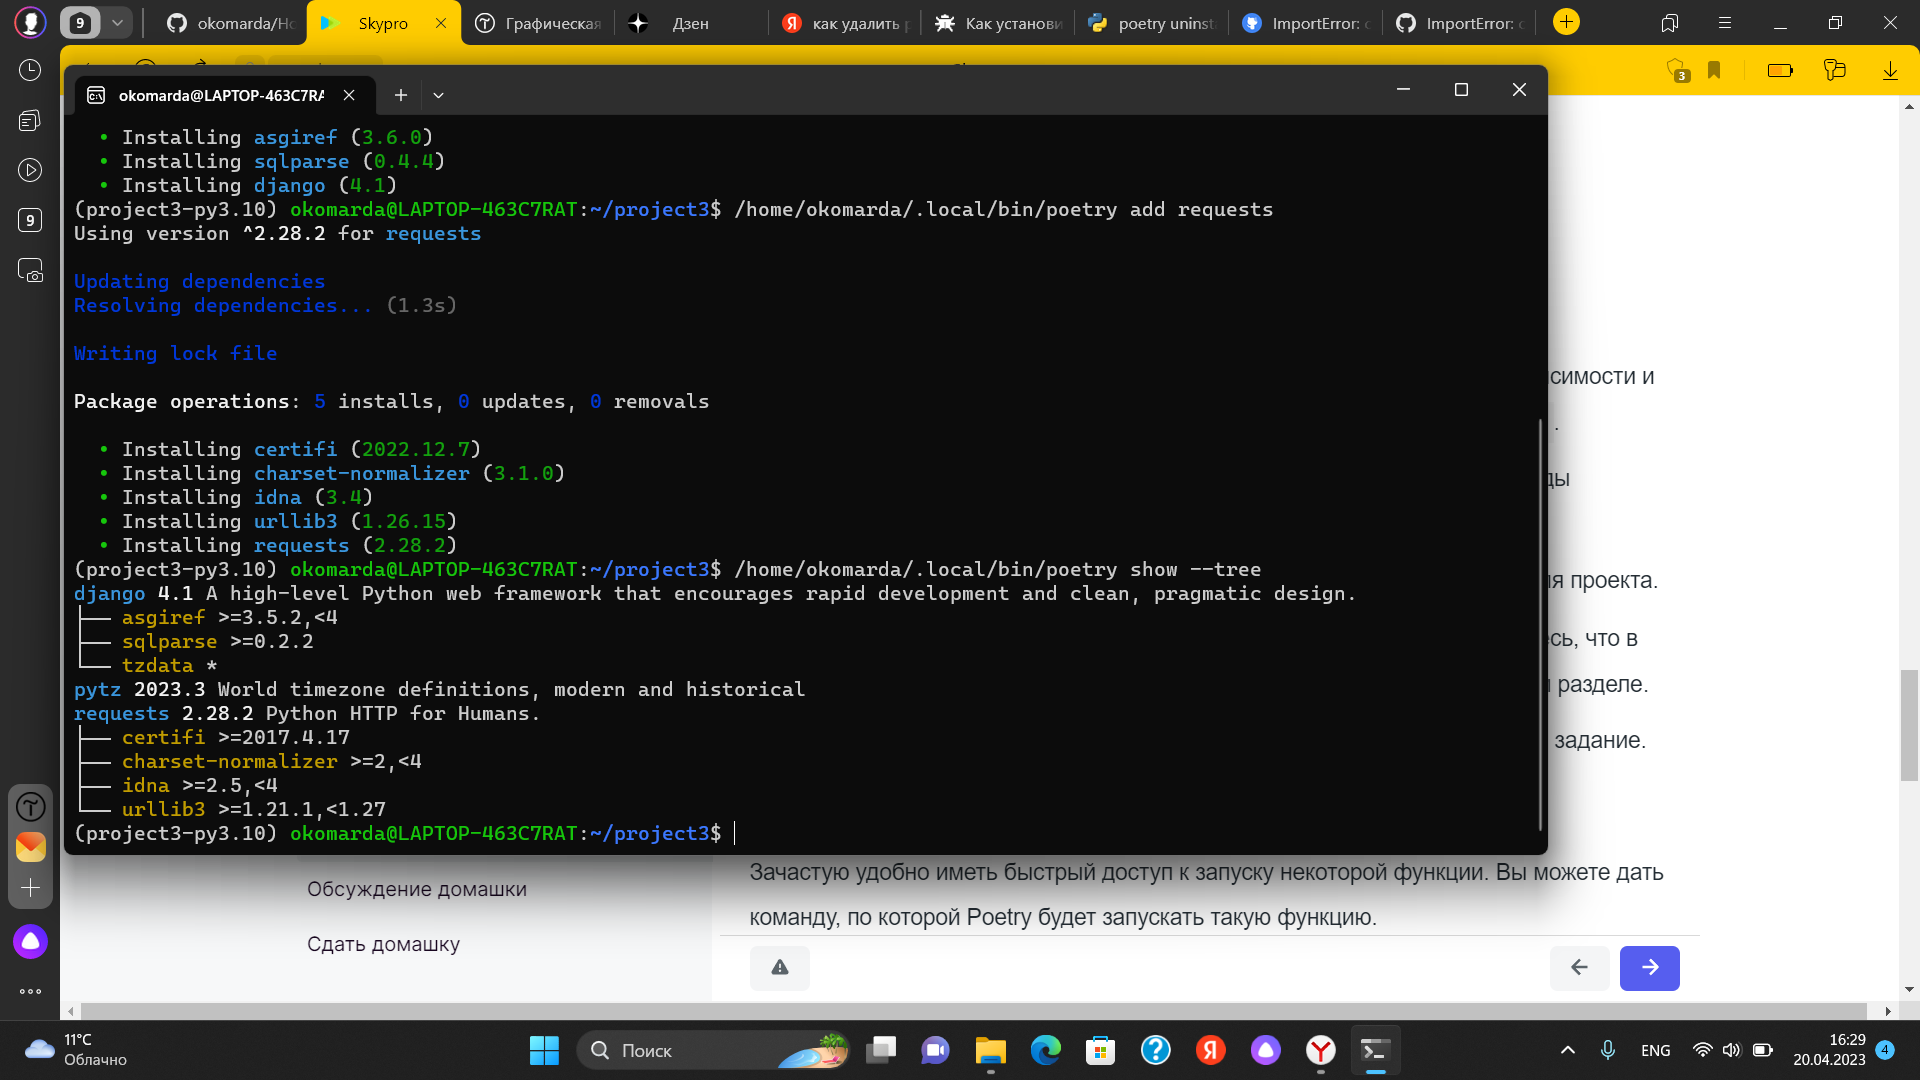 9
okomarda/Hc
Skypro
Графическая
Дзен
как удалить р
Как установи
poetry uninst
ImportError: c
ImportError: c
3
okomarda@LAPTOP-463C7RA
• Installing asgiref (3.6.0)
• Installing sqlparse (0.4.4)
• Installing django (4.1)
(project3-py3.10) okomarda@LAPTOP-463C7RAT:~/project3$ /home/okomarda/.local/bin/poetry add requests
Using version ^2.28.2 for requests
Updating dependencies
Resolving dependencies... (1.3s)
Writing lock file
Package operations: 5 installs, 0 updates, 0 removals
• Installing certifi (2022.12.7)
• Installing charset-normalizer (3.1.0)
• Installing idna (3.4)
• Installing urllib3 (1.26.15)
• Installing requests (2.28.2)
(project3-py3.10) okomarda@LAPTOP-463C7RAT:~/project3$ /home/okomarda/.local/bin/poetry show --tree
django 4.1 A high-level Python web framework that encourages rapid development and clean, pragmatic design.
├── asgiref >=3.5.2,<4
├── sqlparse >=0.2.2
└── tzdata *
pytz 2023.3 World timezone definitions, modern and historical
requests 2.28.2 Python HTTP for Humans.
├── certifi >=2017.4.17
├── charset-normalizer >=2,<4
├── idna >=2.5,<4
└── urllib3 >=1.21.1,<1.27
(project3-py3.10) okomarda@LAPTOP-463C7RAT:~/project3$
9
симости и
.
ды
ия проекта.
есь, что в
разделе.
задание.
Обсуждение домашки
Сдать домашку
Зачастую удобно иметь быстрый доступ к запуску некоторой функции. Вы можете дать
команду, по которой Poetry будет запускать такую функцию.
11°C
Облачно
Поиск
ENG
16:29
20.04.2023
4